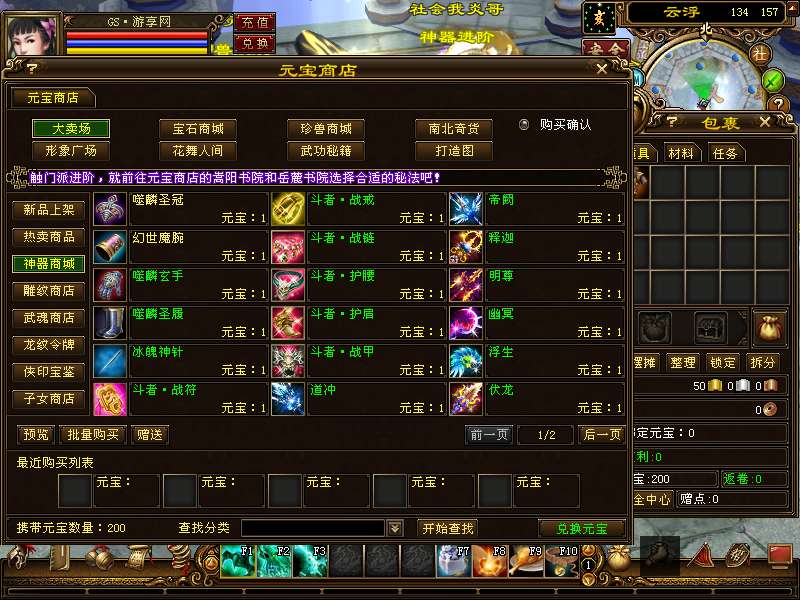 社会我炎哥
神器浴进阶
GS·游享网
充值
兑换
兽
亥
安全
云浮 134 157
北
社
?
元宝商店
包裹
元宝商店
大卖场
宝石商城
珍兽商城
南北奇货
购买确认
形象广场
花舞人间
武功秘籍
打造图
具
材料
任务
触门派进阶，就前往元宝商店的嵩阳书院和岳麓书院选择合适的秘法吧！
新品上架
热卖商品
神器商城
雕纹商店
武魂商店
龙纹令牌
侠印宝鉴
子女商店
噬麟圣冠 元宝：1
斗者·战戒 元宝：1
帝阙 元宝：1
幻世魔腕 元宝：1
斗者·战链 元宝：1
释迦 元宝：1
噬麟玄手 元宝：1
斗者·护腰 元宝：1
明尊 元宝：1
噬麟圣履 元宝：1
斗者·护肩 元宝：1
幽冥 元宝：1
冰魄神针 元宝：1
斗者·战甲 元宝：1
浮生 元宝：1
斗者·战符 元宝：1
道冲 元宝：1
伏龙 元宝：1
摆摊
整理
锁定
拆分
50 0 0
0
定元宝：0
利:0
宝:200
返卷:0
全中心
赠点:0
预览
批量购买
赠送
前一页
1/2
后一页
最近购买列表
元宝：
元宝：
元宝：
元宝：
元宝：
携带元宝数量：200
查找分类
开始查找
兑换元宝
F1
F2
F3
F7
F8
F9
F10
1